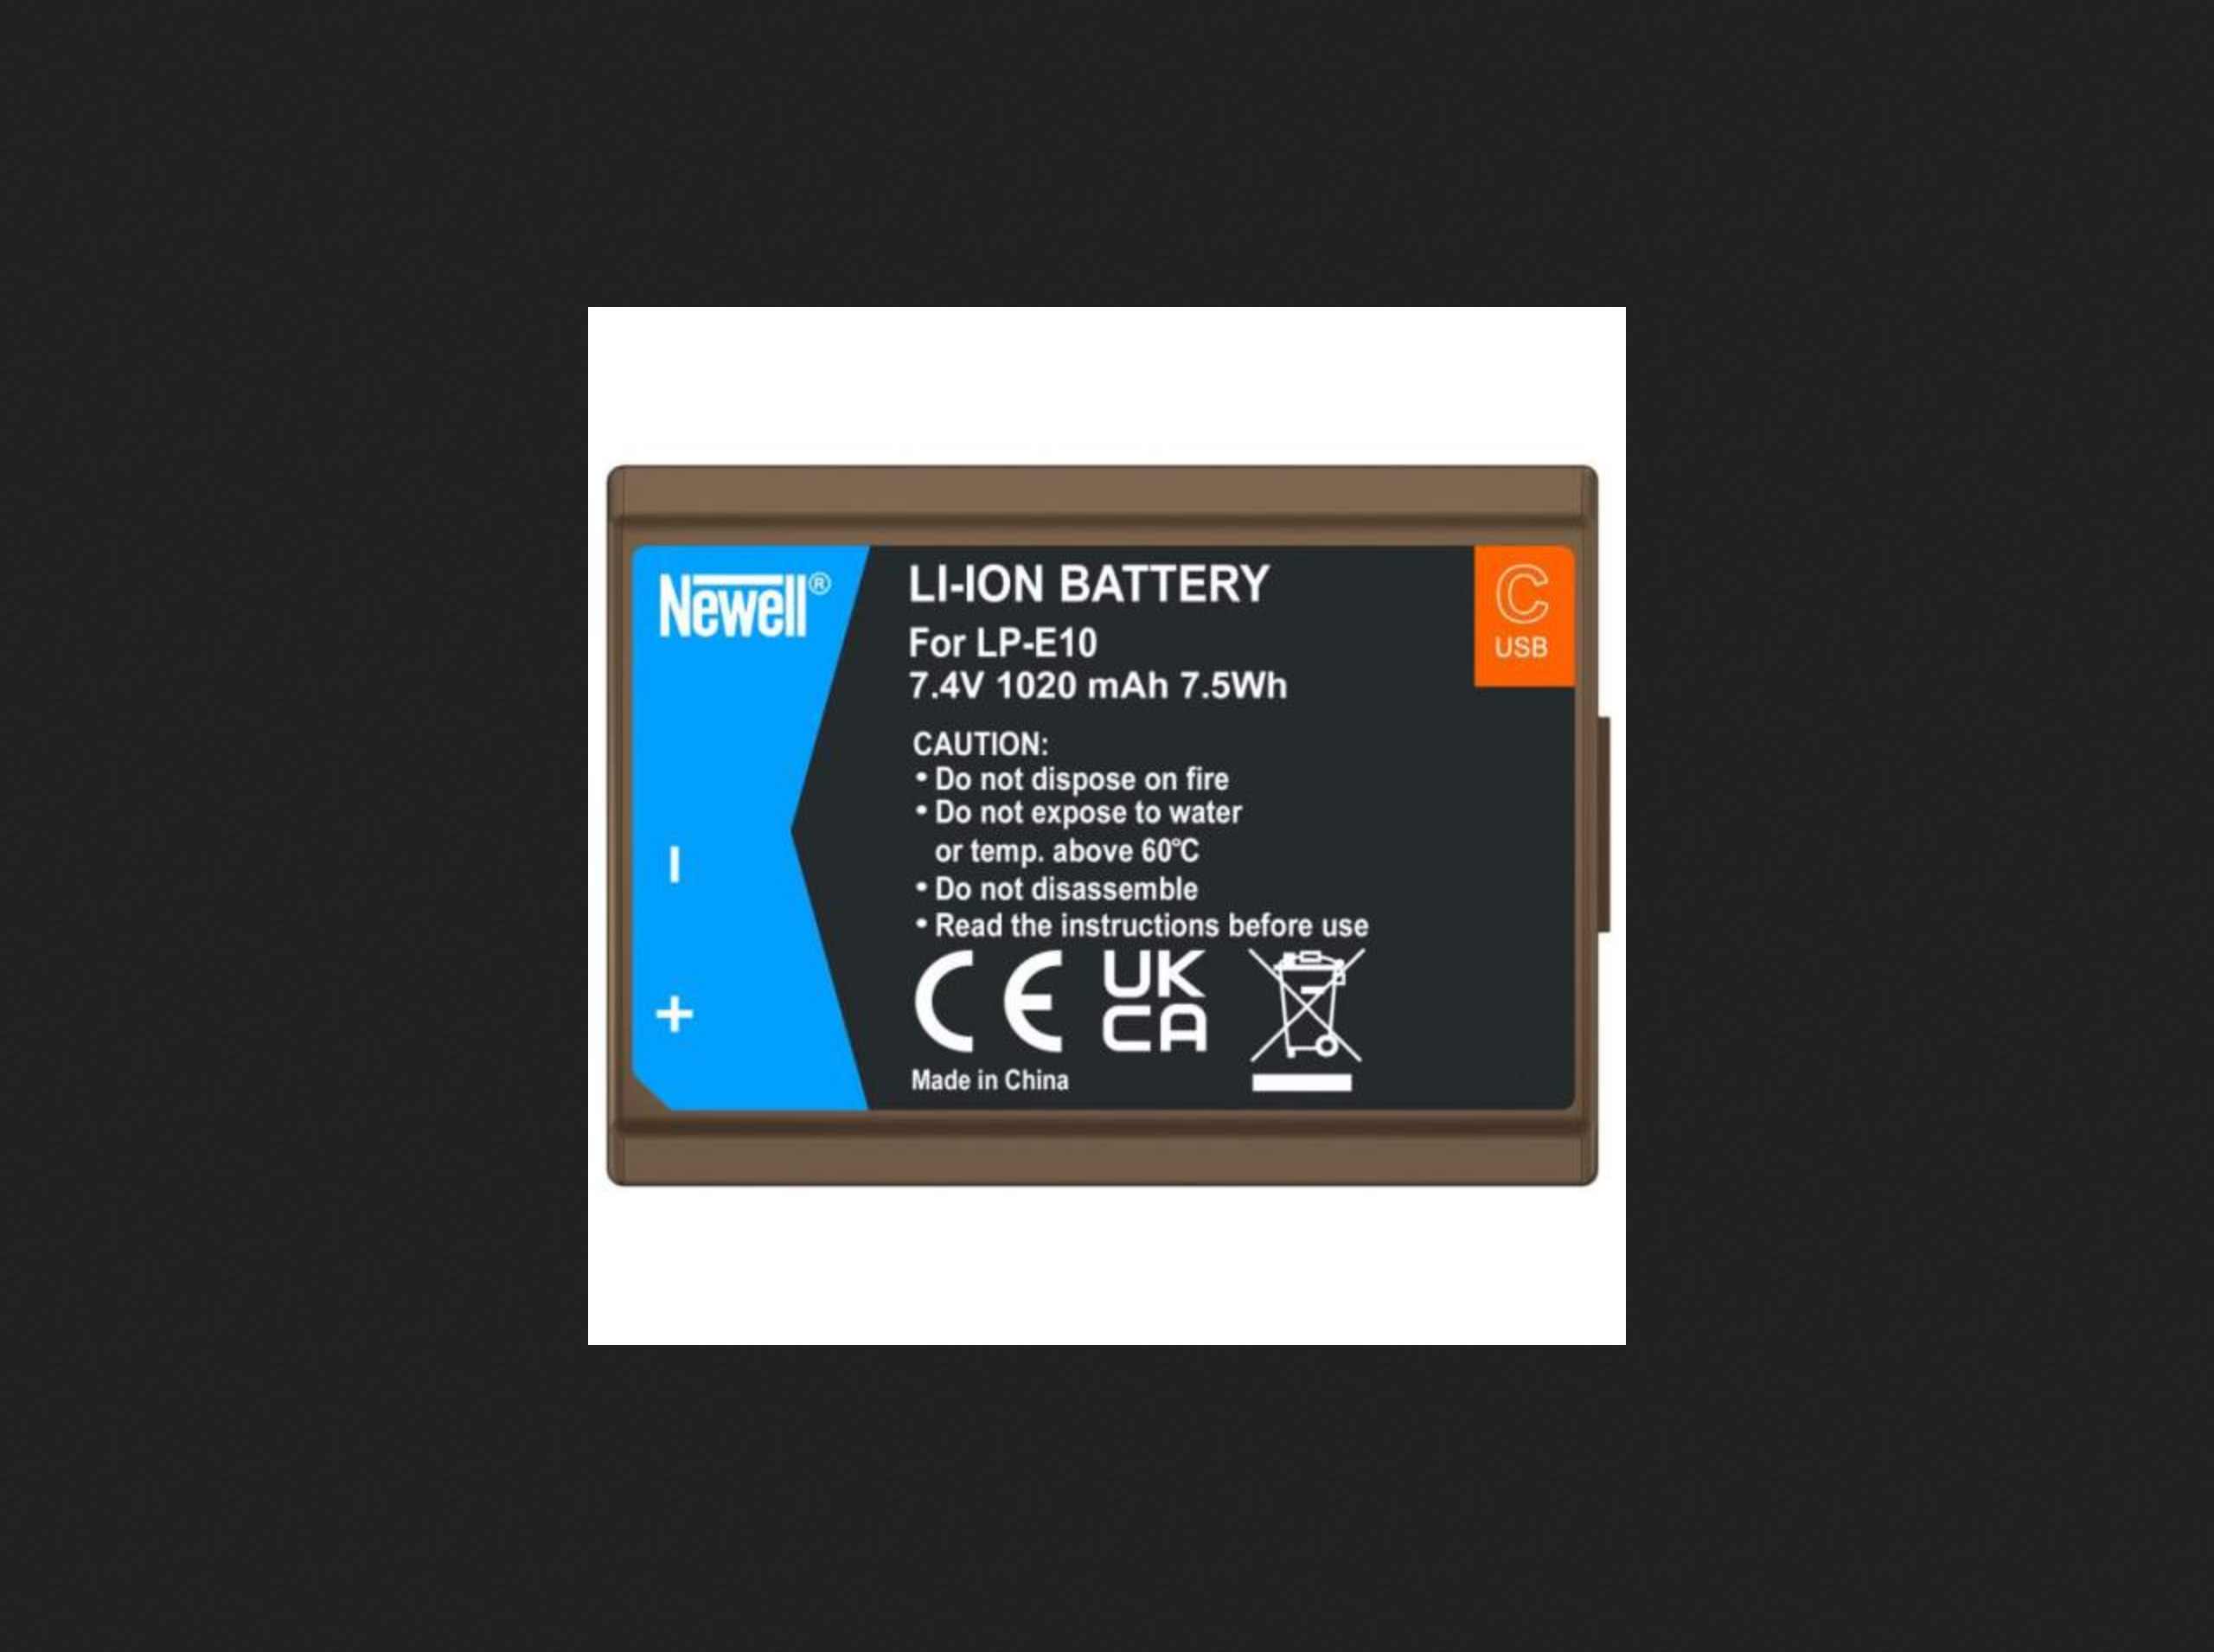 Newell®
LI-ION BATTERY
For LP-E10
7.4V 1020 mAh 7.5Wh
C
USB
CAUTION:
• Do not dispose on fire
• Do not expose to water
or temp. above 60℃
• Do not disassemble
• Read the instructions before use
CE
UK
CA
Made in China
–
+